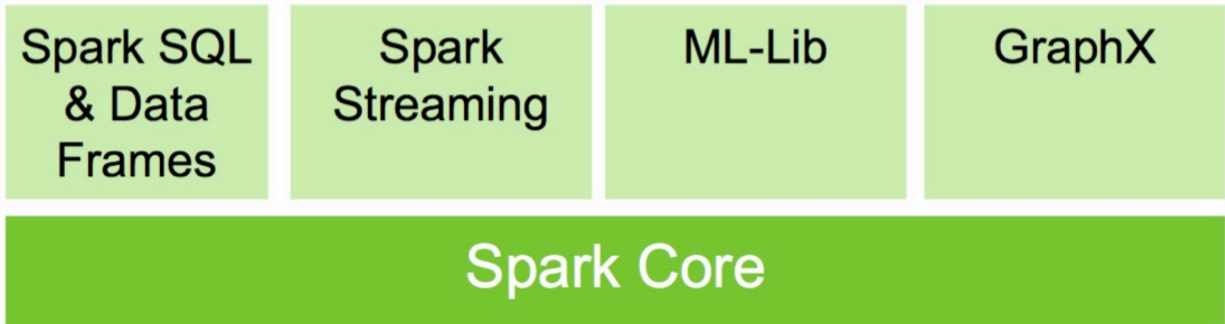 Spark SQL
& Data
Frames
Spark
Streaming
ML-Lib
GraphX
Spark Core